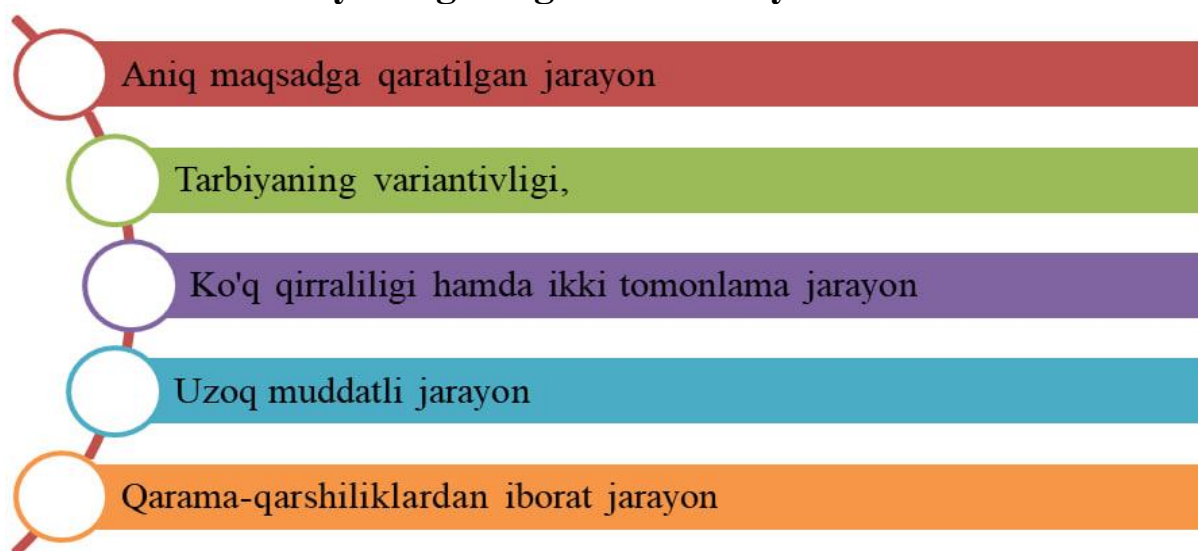 Aniq maqsadga qaratilgan jarayon
Tarbiyaning variantivligi,
Ko'q qirraliligi hamda ikki tomonlama jarayon
Uzoq muddatli jarayon
Qarama-qarshiliklardan iborat jarayon